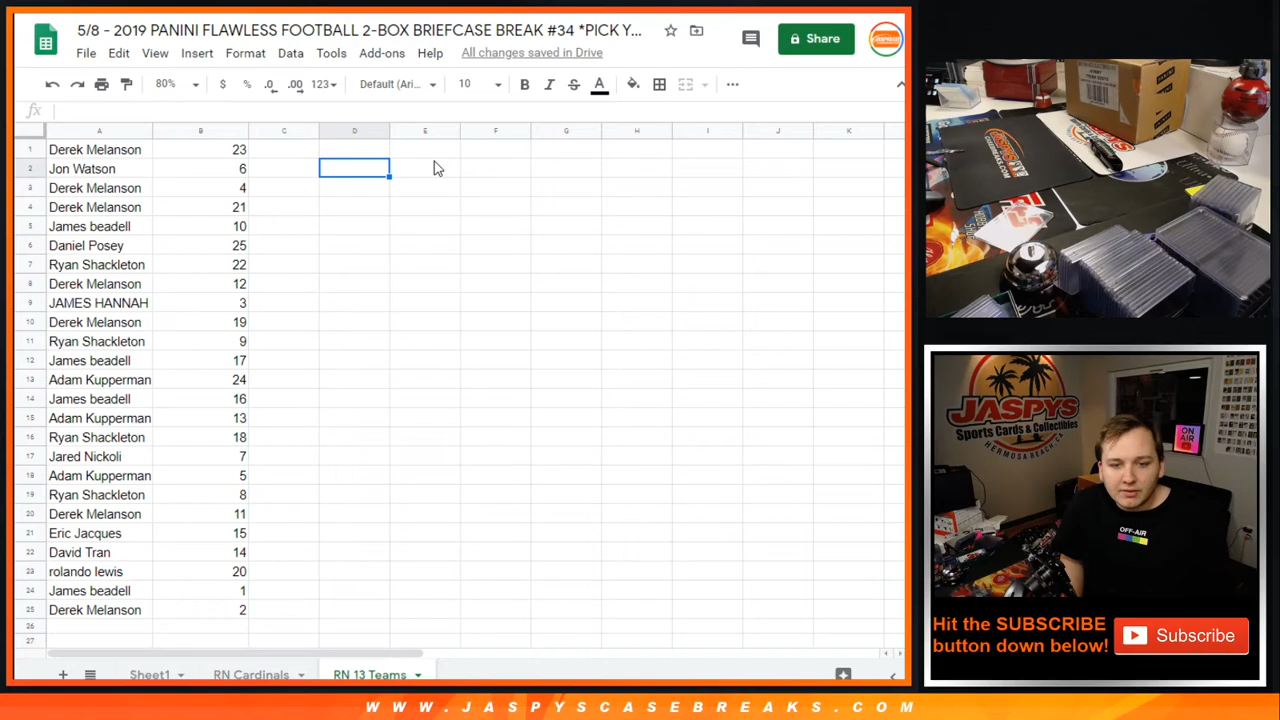 5/8 - 2019 PANINI FLAWLESS FOOTBALL 2-BOX BRIEFCASE BREAK #34 *PICK Y...
File Edit View Insert Format Data Tools Add-ons Help All changes saved in Drive
Share
80% $ % .0 .00 123 Default (Ari... 10 B I S A
fx
A B C D E F G H I J K
1 Derek Melanson 23
2 Jon Watson 6
3 Derek Melanson 4
4 Derek Melanson 21
5 James beadell 10
6 Daniel Posey 25
7 Ryan Shackleton 22
8 Derek Melanson 12
9 JAMES HANNAH 3
10 Derek Melanson 19
11 Ryan Shackleton 9
12 James beadell 17
13 Adam Kupperman 24
14 James beadell 16
15 Adam Kupperman 13
16 Ryan Shackleton 18
17 Jared Nickoli 7
18 Adam Kupperman 5
19 Ryan Shackleton 8
20 Derek Melanson 11
21 Eric Jacques 15
22 David Tran 14
23 rolando lewis 20
24 James beadell 1
25 Derek Melanson 2
26
27
Sheet1 RN Cardinals RN 13 Teams
JASPYS
Sports Cards & Collectibles
HERMOSA BEACH, CA
ON AIR
OFF-AIR
Hit the SUBSCRIBE
button down below!
Subscribe
WWW.JASPYSCASEBREAKS.COM